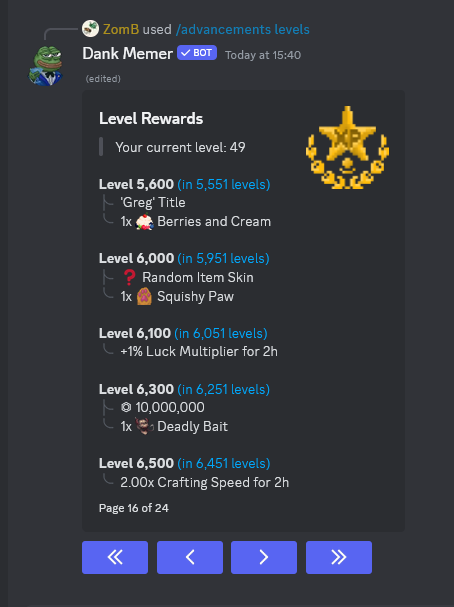 ZomB used /advancements levels
Dank Memer ✓ BOT Today at 15:40
(edited)
Level Rewards
XP
Your current level: 49
Level 5,600 (in 5,551 levels)
'Greg' Title
1x Berries and Cream
Level 6,000 (in 5,951 levels)
❓ Random Item Skin
1x Squishy Paw
Level 6,100 (in 6,051 levels)
+1% Luck Multiplier for 2h
Level 6,300 (in 6,251 levels)
⏣ 10,000,000
1x Deadly Bait
Level 6,500 (in 6,451 levels)
2.00x Crafting Speed for 2h
Page 16 of 24